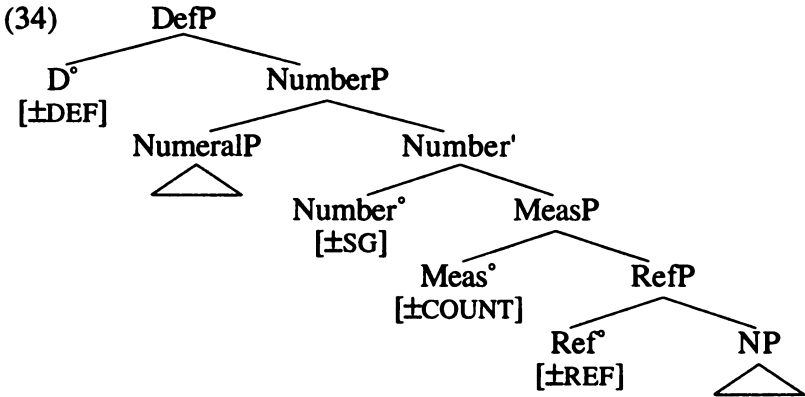 (34) DefP
D° NumberP
[±DEF]
NumeralP Number'
Number° MeasP
[±SG]
Meas° RefP
[±COUNT]
Ref° NP
[±REF]